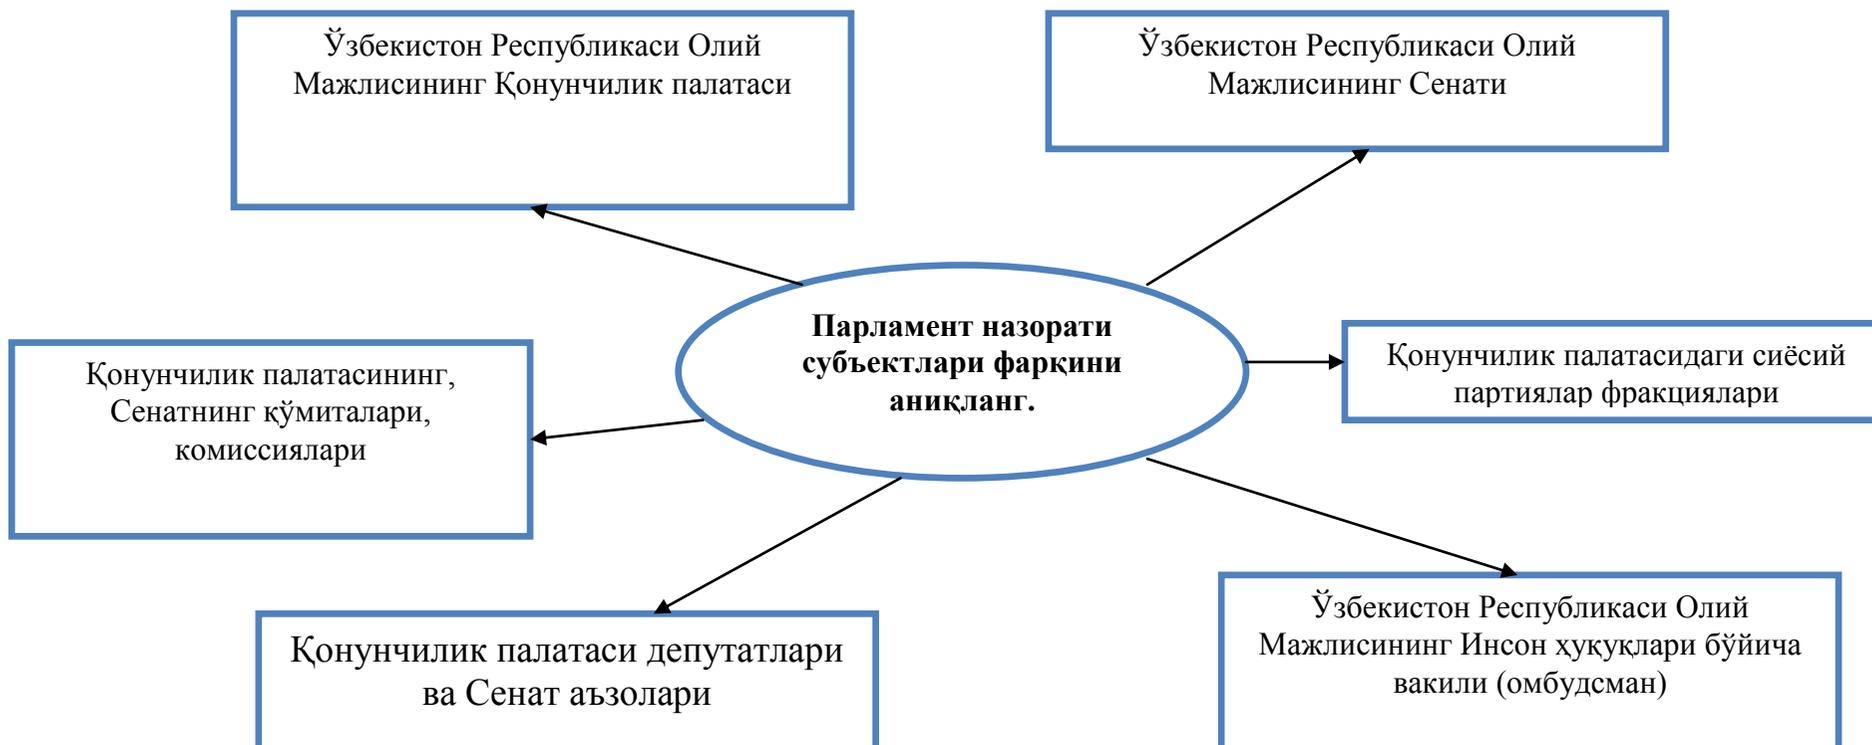 Ўзбекистон Республикаси Олий
Мажлисининг Қонунчилик палатаси
Ўзбекистон Республикаси Олий
Мажлисининг Сенати
Парламент назорати
субъектлари фарқини
аниқланг.
Қонунчилик палатасининг,
Сенатнинг қўмиталари,
комиссиялари
Қонунчилик палатасидаги сиёсий
партиялар фракциялари
Қонунчилик палатаси депутатлари
ва Сенат аъзолари
Ўзбекистон Республикаси Олий
Мажлисининг Инсон ҳуқуқлари бўйича
вакили (омбудсман)